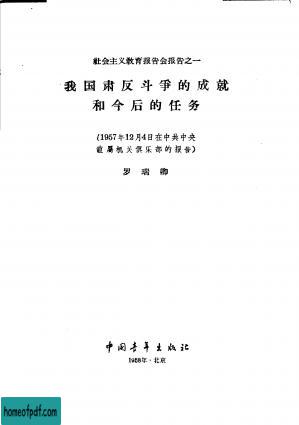 社会主义教育报告会报告之一
我国肃反斗爭的成就
和今后的任务
(1957年12月4日在中共中央
直屬机关俱乐部的报告)
罗瑞卿
中国青年出版社
1958年·北京
homeofpdf.com